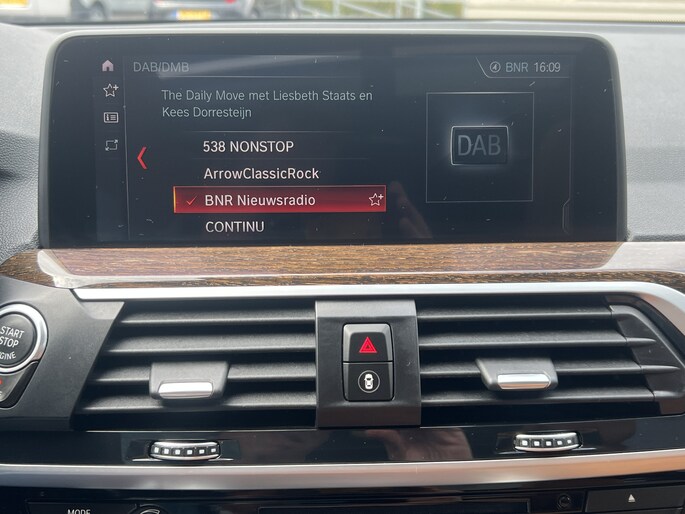 DAB/DMB
BNR 16:09
The Daily Move met Liesbeth Staats en
Kees Dorresteijn
538 NONSTOP
ArrowClassicRock
BNR Nieuwsradio
CONTINU
DAB
START
STOP
ENGINE
MODE